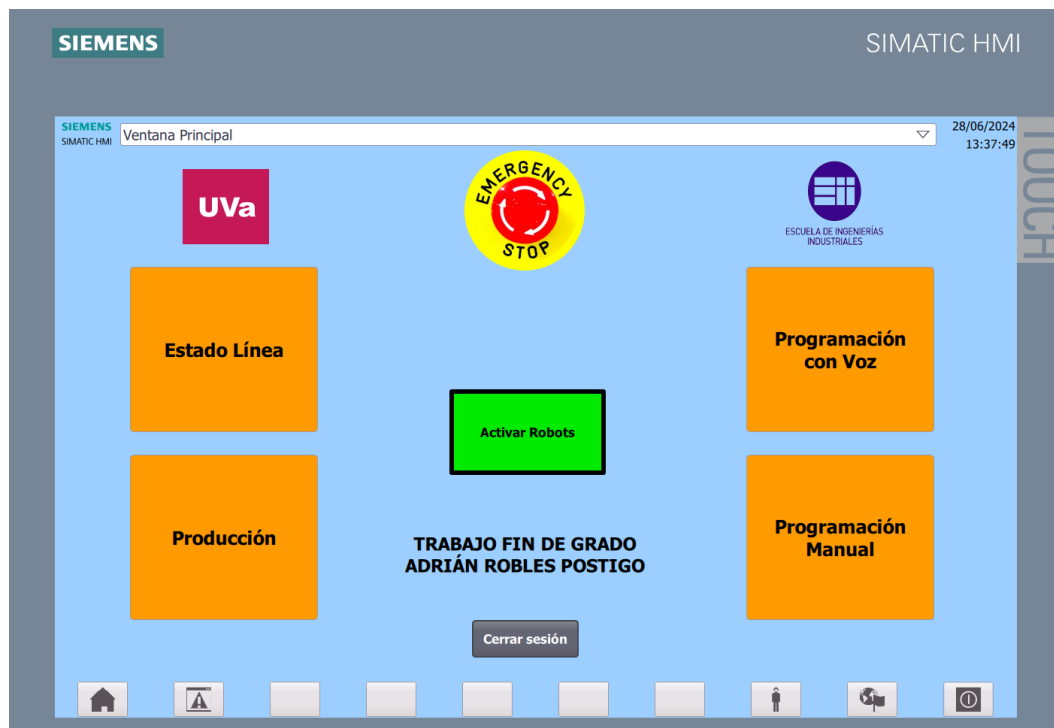 SIEMENS
SIMATIC HMI
TOUCH
SIEMENS
SIMATIC HMI
Ventana Principal
28/06/2024
13:37:49
UVa
EMERGENCY
STOP
ESCUELA DE INGENIERÍAS
INDUSTRIALES
Estado Línea
Programación
con Voz
Activar Robots
Producción
Programación
Manual
TRABAJO FIN DE GRADO
ADRIÁN ROBLES POSTIGO
Cerrar sesión